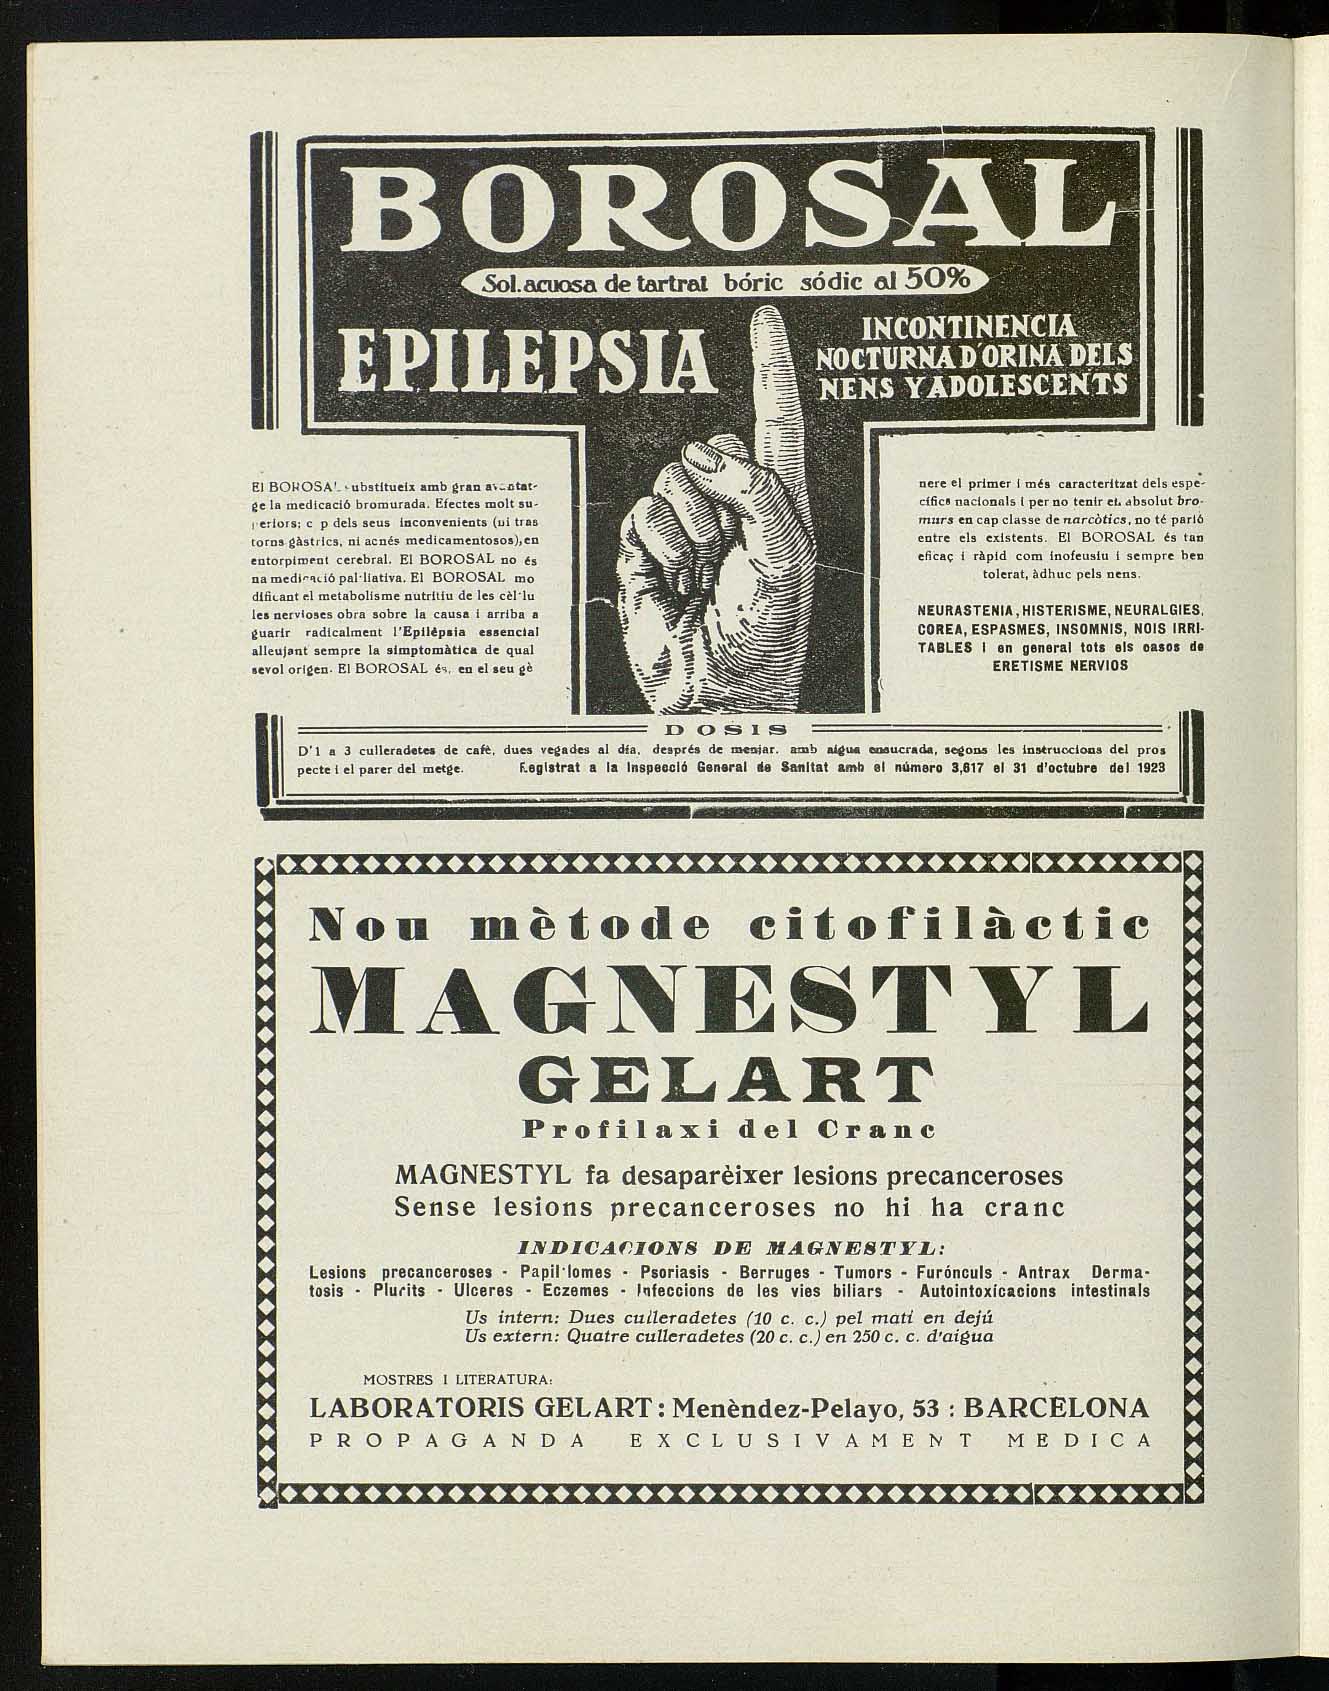 BOROSAL
Sol. acuosa de tartrat bóric sódic al 50%
EPILEPSIA
INCONTINENCIA
NOCTURNA D'ORINA DELS
NENS Y ADOLESCENTS
El BOROSAL substitueix amb gran avantat-
ge la medicació bromurada. Efectes molt su-
periors; c p dels seus inconvenients (ni tras
torns gàstrics, ni acnés medicamentosos), en
entorpiment cerebral. El BOROSAL no és
na medicació pal·liativa. El BOROSAL mo
dificant el metabolisme nutritiu de les cèl·lu
les nervioses obra sobre la causa i arriba a
guarir radicalment l'Epilépsia essencial
alleujant sempre la simptomàtica de qual
sevol origen. El BOROSAL és, en el seu gè
nere el primer i més caracteritzat dels espe-
cífics nacionals i per no tenir en absolut bro-
murs en cap classe de narcòtics, no té parió
entre els existents. El BOROSAL és tan
eficaç i ràpid com inofensiu i sempre ben
tolerat, àdhuc pels nens.
NEURASTENIA, HISTERISME, NEURALGIES,
COREA, ESPASMES, INSOMNIS, NOIS IRRI-
TABLES i en general tots els casos de
ERETISME NERVIOS
DOSIS
D'1 a 3 culleradetes de café, dues vegades al día, després de menjar, amb aigua ensucrada, segons les instruccions del pros
pecte i el parer del metge. Registrat a la Inspecció General de Sanitat amb el número 3,617 el 31 d'octubre del 1923
Nou mètode citofilàctic
MAGNESTYL
GELART
Profilaxi del Cranc
MAGNESTYL fa desaparèixer lesions precanceroses
Sense lesions precanceroses no hi ha cranc
INDICACIONS DE MAGNESTYL:
Lesions precanceroses - Papil·lomes - Psoriasis - Berruges - Tumors - Furónculs - Antrax Derma-
tosis - Plurits - Ulceres - Eczemes - Infeccions de les vies biliars - Autointoxicacions intestinals
Us intern: Dues culleradetes (10 c. c.) pel matí en dejú
Us extern: Quatre culleradetes (20 c. c.) en 250 c. c. d'aigua
MOSTRES I LITERATURA:
LABORATORIS GELART: Menèndez-Pelayo, 53 : BARCELONA
PROPAGANDA EXCLUSIVAMENT MEDICA